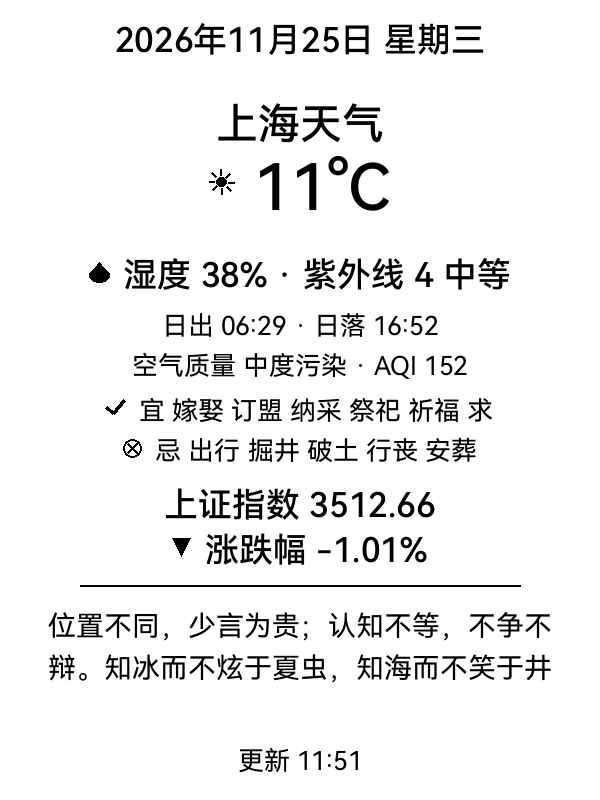 2026年11月25日 星期三
上海天气
11°C
湿度 38% · 紫外线 4 中等
日出 06:29 · 日落 16:52
空气质量 中度污染 · AQI 152
宜 嫁娶 订盟 纳采 祭祀 祈福 求
忌 出行 掘井 破土 行丧 安葬
上证指数 3512.66
▼ 涨跌幅 -1.01%
位置不同，少言为贵；认知不等，不争不
辩。知冰而不炫于夏虫，知海而不笑于井
更新 11:51